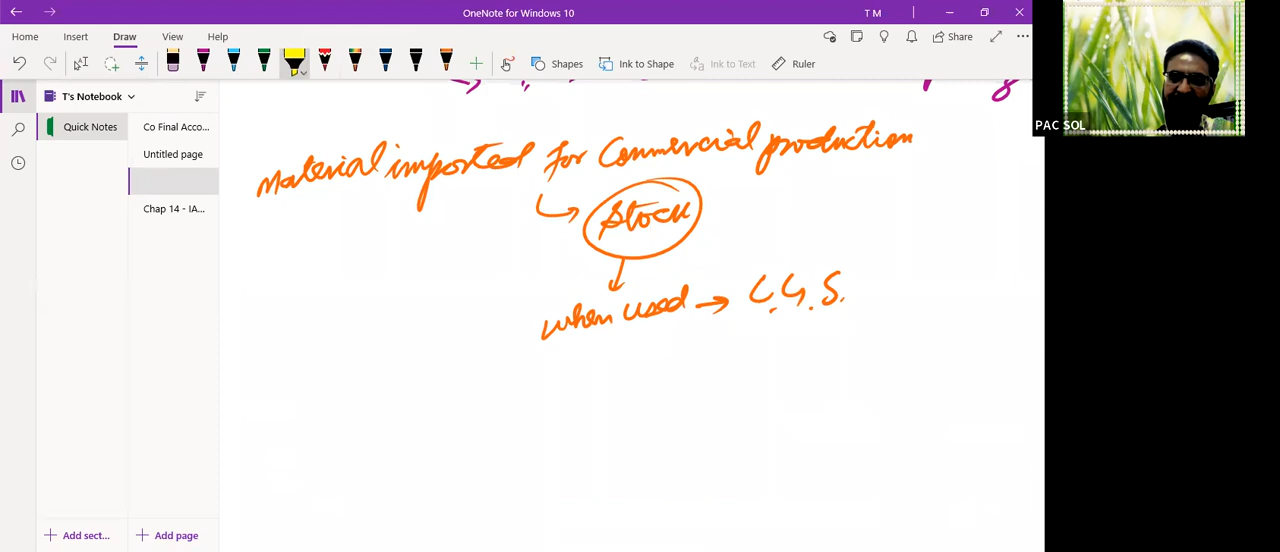 OneNote for Windows 10
T M
Home Insert Draw View Help
Share
Shapes Ink to Shape Ink to Text Ruler
T's Notebook
Quick Notes
Co Final Acco...
Untitled page
Chap 14 - IA...
Material imported for Commercial production
Stock
when used → C.G.S.
Add sect...
Add page
PAC SOL